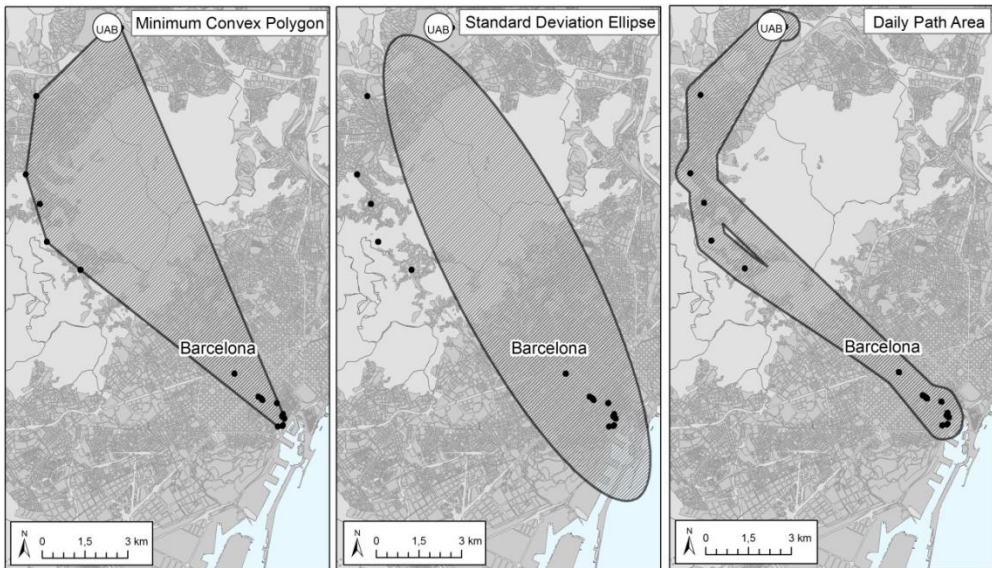 UAB
Minimum Convex Polygon
Barcelona
N
0 1,5 3 km
UAB
Standard Deviation Ellipse
Barcelona
N
0 1,5 3 km
UAB
Daily Path Area
Barcelona
N
0 1,5 3 km